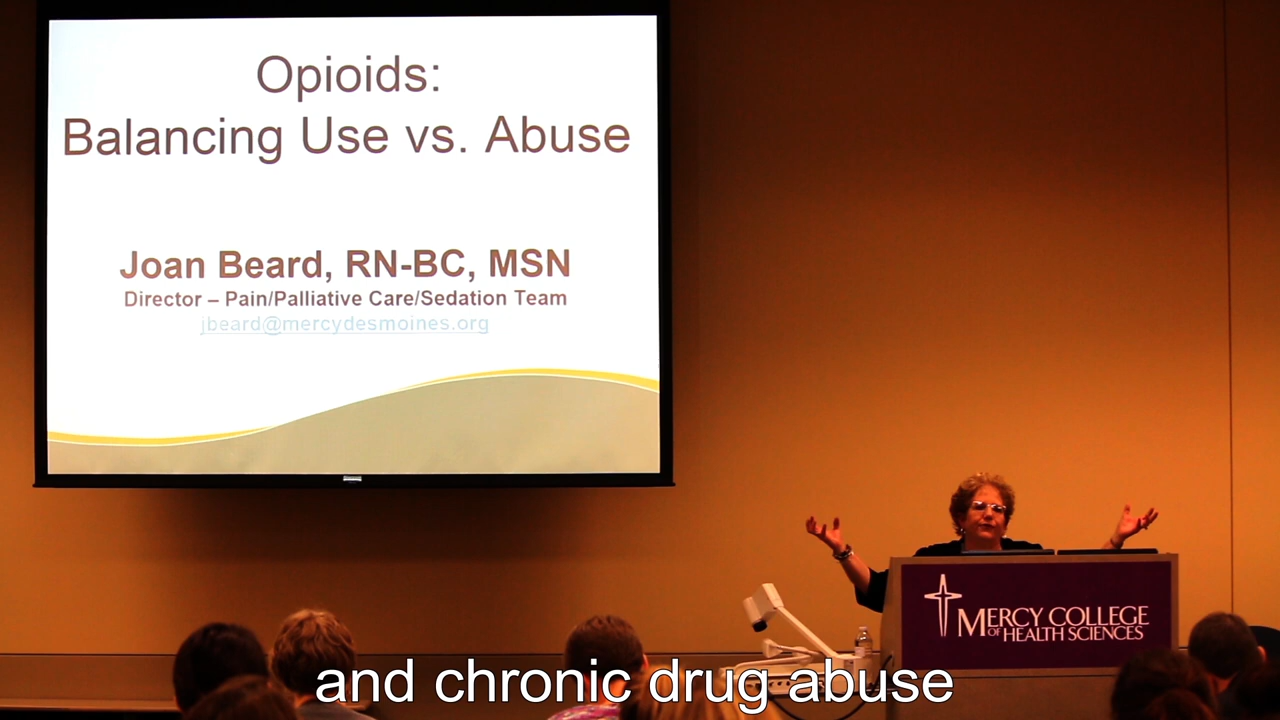 Opioids:
Balancing Use vs. Abuse
Joan Beard, RN-BC, MSN
Director – Pain/Palliative Care/Sedation Team
jbeard@mercydesmoines.org
MERCY COLLEGE
OF HEALTH SCIENCES
and chronic drug abuse